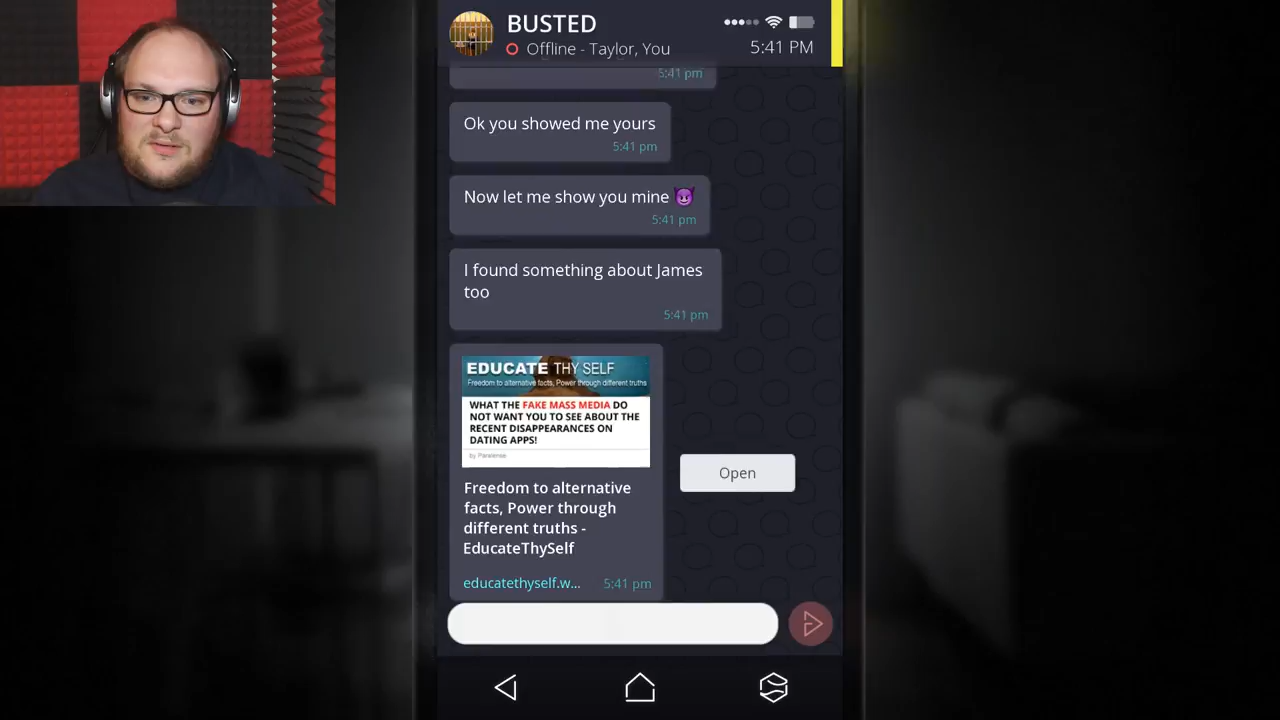 BUSTED
Offline - Taylor, You
5:41 PM
5:41 pm
Ok you showed me yours
5:41 pm
Now let me show you mine 😈
5:41 pm
I found something about James
too
5:41 pm
EDUCATE THY SELF
Freedom to alternative facts, Power through different truths
WHAT THE FAKE MASS MEDIA DO
NOT WANT YOU TO SEE ABOUT THE
RECENT DISAPPEARANCES ON
DATING APPS!
by Paralensei
Open
Freedom to alternative
facts, Power through
different truths -
EducateThySelf
educatethyself.w...
5:41 pm